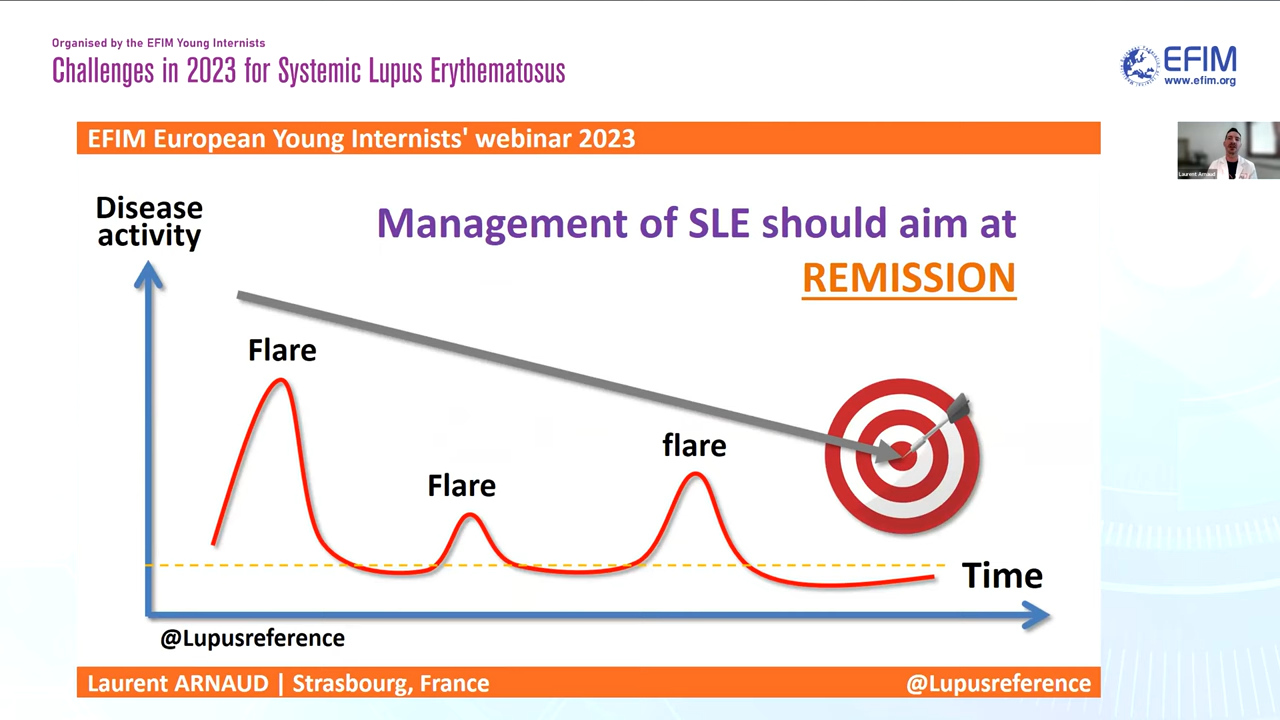 Organised by the EFIM Young Internists
Challenges in 2023 for Systemic Lupus Erythematosus
EFIM
www.efim.org
EFIM European Young Internists' webinar 2023
Laurent Arnaud
Disease
activity
Management of SLE should aim at
REMISSION
Flare
Flare
flare
Time
@Lupusreference
Laurent ARNAUD | Strasbourg, France
@Lupusreference